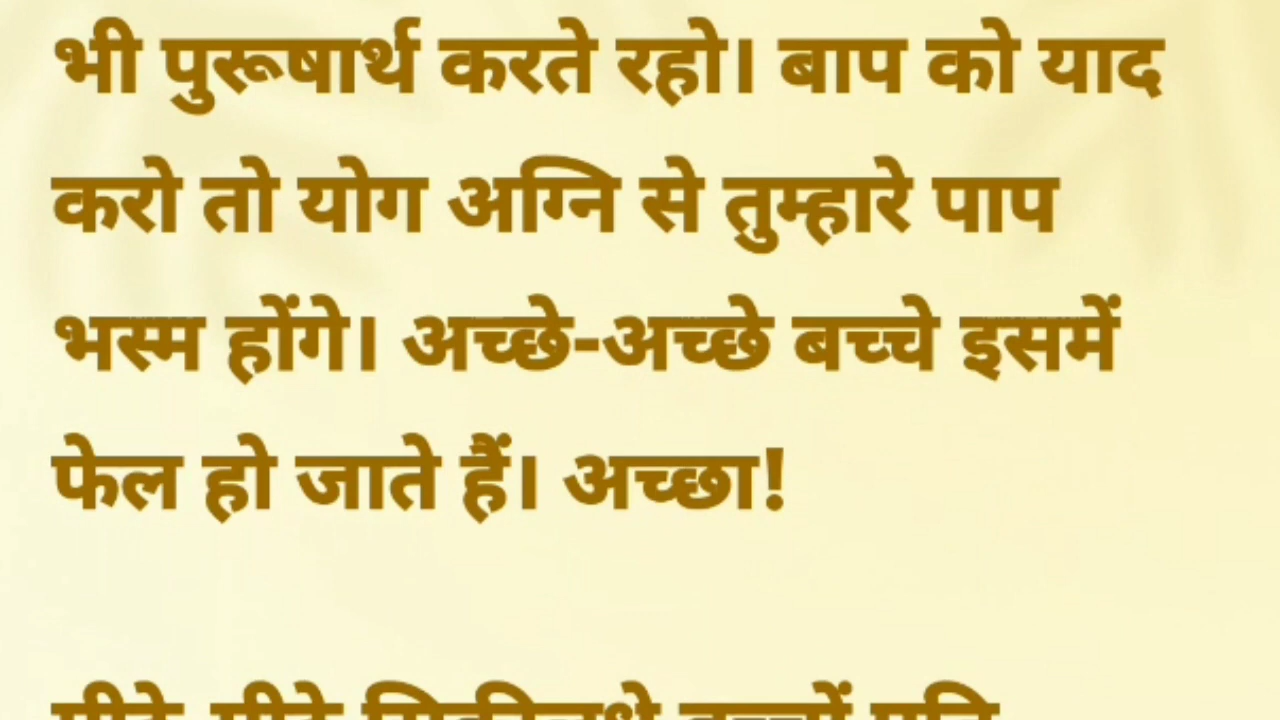 भी पुरूषार्थ करते रहो। बाप को याद
करो तो योग अग्नि से तुम्हारे पाप
भस्म होंगे। अच्छे-अच्छे बच्चे इसमें
फेल हो जाते हैं। अच्छा!